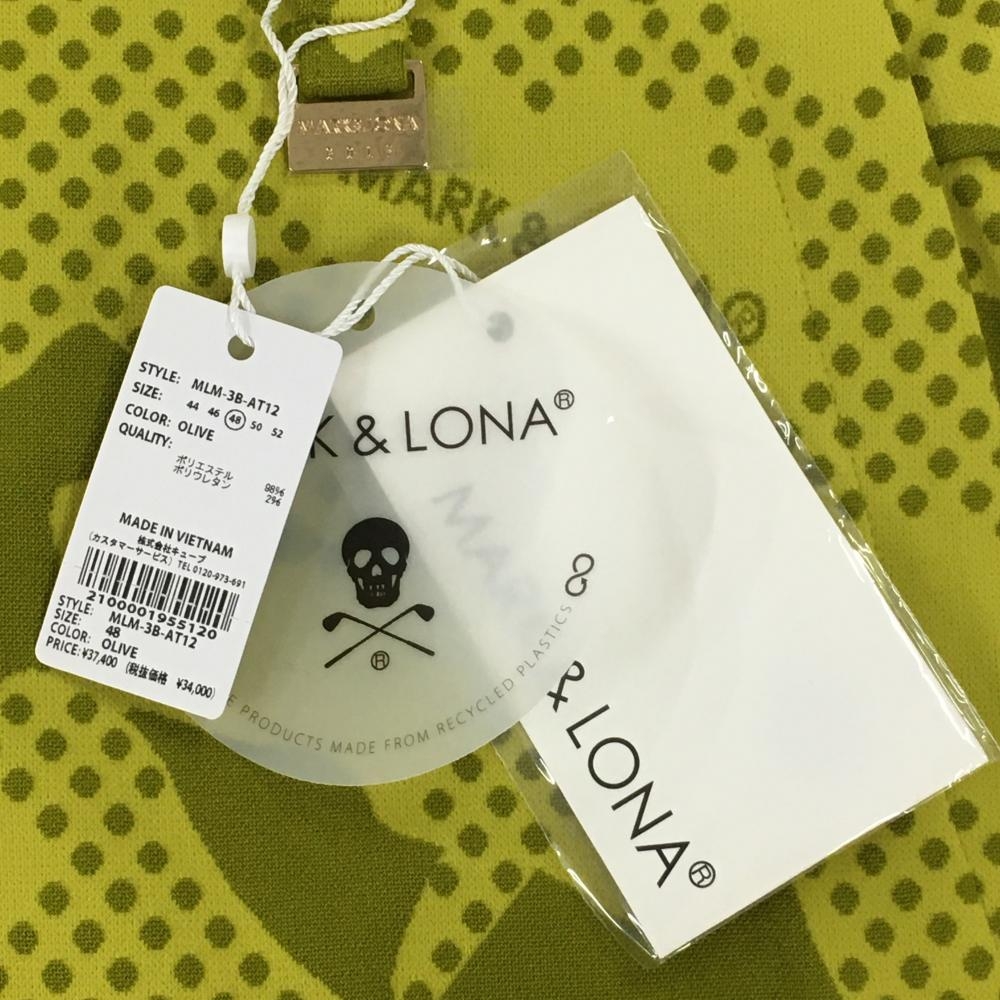 MARK & LONA
MARK &
®
STYLE: MLM-3B-AT12
SIZE: 44 46 48 50 52
COLOR: OLIVE
QUALITY:
ポリエステル
ポリウレタン 2%
MADE IN VIETNAM
株式会社キューブ
(カスタマーサービス) TEL 0120-973-691
2100001955120
STYLE: MLM-3B-AT12
SIZE: 48
COLOR: OLIVE
PRICE: ¥37,400 (税抜価格 ¥34,000)
K & LONA®
MAR
®
PRODUCTS MADE FROM RECYCLED PLASTICS
& LONA®